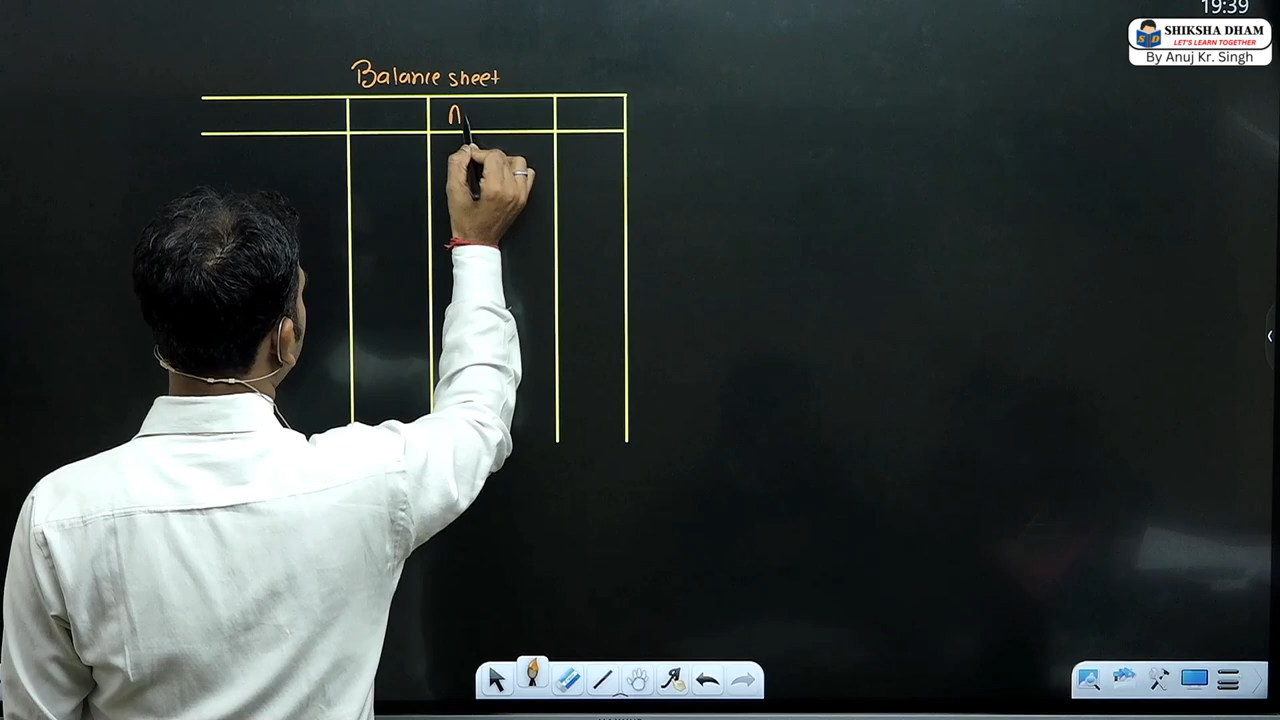 19:39
SHIKSHA DHAM
S D
LET'S LEARN TOGETHER
By Anuj Kr. Singh
Balance sheet